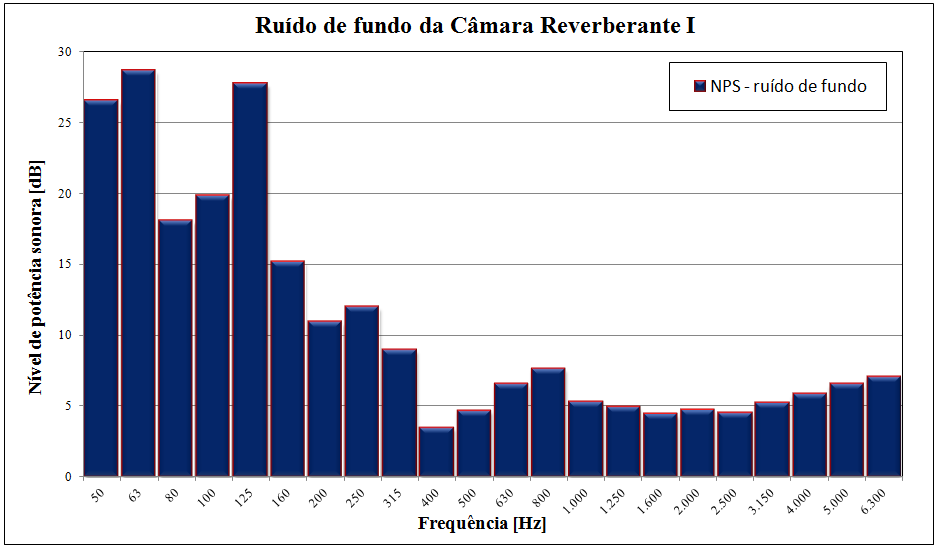 Ruído de fundo da Câmara Reverberante I
NPS - ruído de fundo
Nível de potência sonora [dB]
30
25
20
15
10
5
0
50 63 80 100 125 160 200 250 315 400 500 630 800 1.000 1.250 1.600 2.000 2.500 3.150 4.000 5.000 6.300
Frequência [Hz]